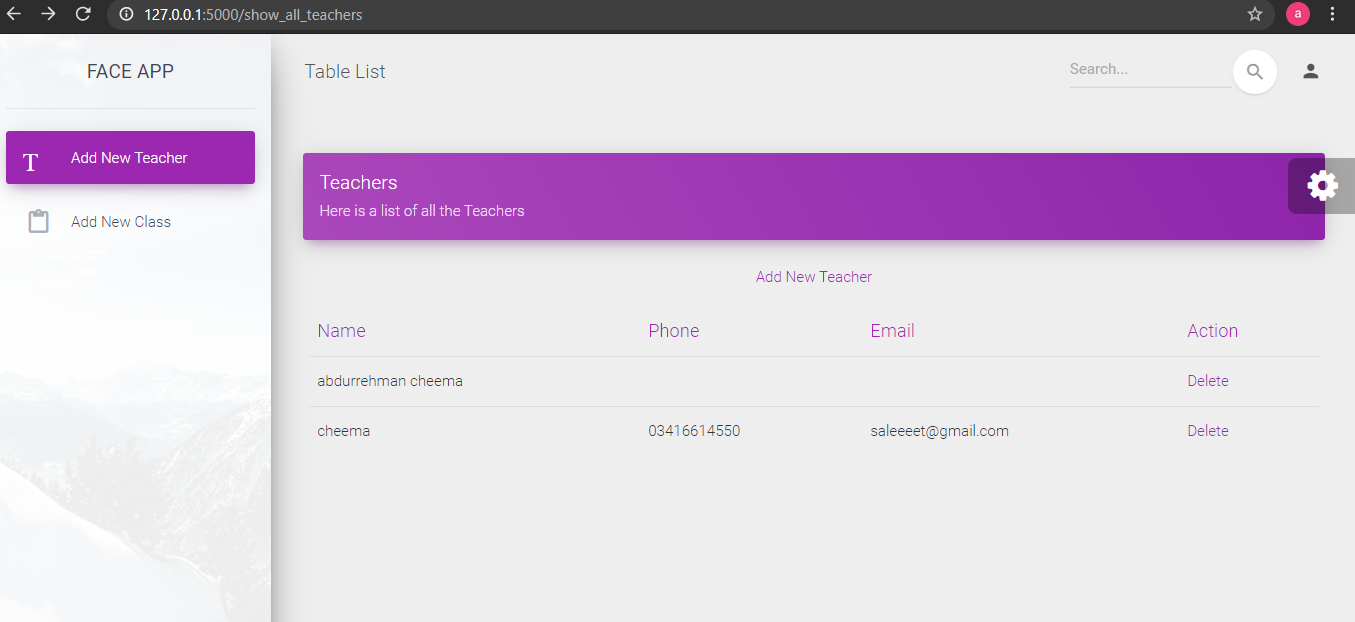 127.0.0.1:5000/show_all_teachers
a
FACE APP
Table List
Search...
T Add New Teacher
Add New Class
Teachers
Here is a list of all the Teachers
Add New Teacher
Name Phone Email Action
abdurrehman cheema Delete
cheema 03416614550 saleeeet@gmail.com Delete